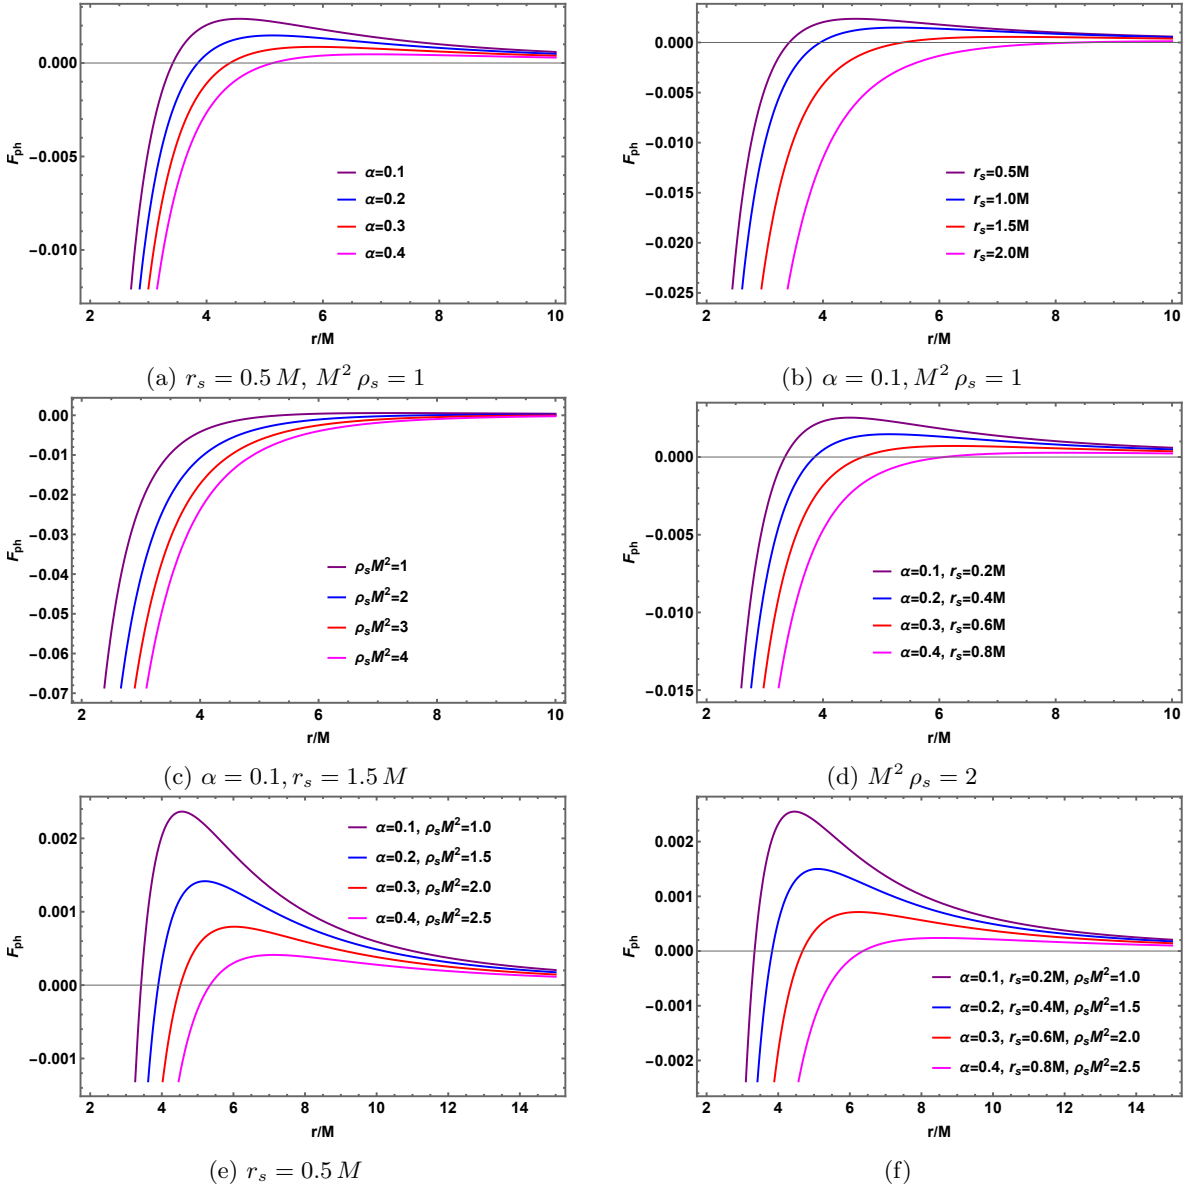 0.000
−0.005
−0.010
F_ph
α=0.1
α=0.2
α=0.3
α=0.4
2 4 6 8 10
r/M
(a) r_s = 0.5 M, M² ρ_s = 1
0.000
−0.005
−0.010
−0.015
−0.020
−0.025
F_ph
r_s=0.5M
r_s=1.0M
r_s=1.5M
r_s=2.0M
2 4 6 8 10
r/M
(b) α = 0.1, M² ρ_s = 1
0.00
−0.01
−0.02
−0.03
−0.04
−0.05
−0.06
−0.07
F_ph
ρ_sM²=1
ρ_sM²=2
ρ_sM²=3
ρ_sM²=4
2 4 6 8 10
r/M
(c) α = 0.1, r_s = 1.5 M
0.000
−0.005
−0.010
−0.015
F_ph
α=0.1, r_s=0.2M
α=0.2, r_s=0.4M
α=0.3, r_s=0.6M
α=0.4, r_s=0.8M
2 4 6 8 10
r/M
(d) M² ρ_s = 2
0.002
0.001
0.000
−0.001
F_ph
α=0.1, ρ_sM²=1.0
α=0.2, ρ_sM²=1.5
α=0.3, ρ_sM²=2.0
α=0.4, ρ_sM²=2.5
2 4 6 8 10 12 14
r/M
(e) r_s = 0.5 M
0.002
0.001
0.000
−0.001
−0.002
F_ph
α=0.1, r_s=0.2M, ρ_sM²=1.0
α=0.2, r_s=0.4M, ρ_sM²=1.5
α=0.3, r_s=0.6M, ρ_sM²=2.0
α=0.4, r_s=0.8M, ρ_sM²=2.5
2 4 6 8 10 12 14
r/M
(f)